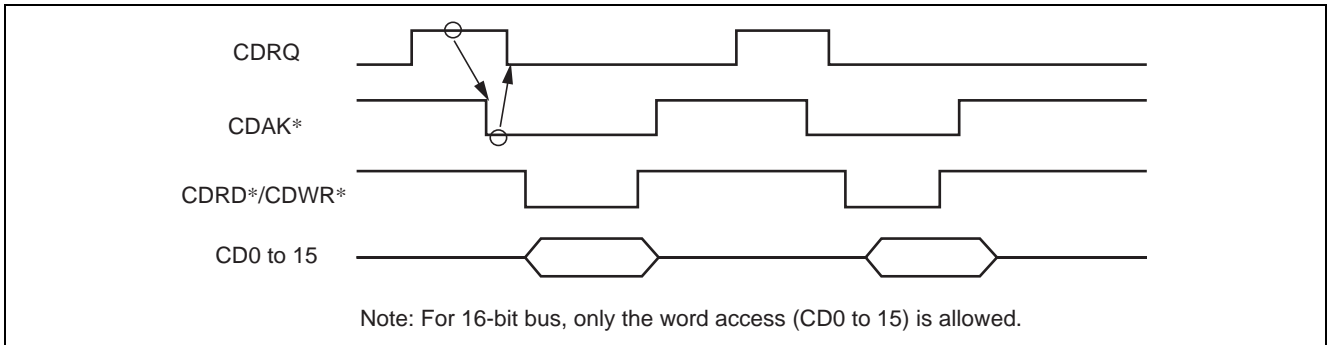 CDRQ
CDAK*
CDRD*/CDWR*
CD0 to 15
Note: For 16-bit bus, only the word access (CD0 to 15) is allowed.